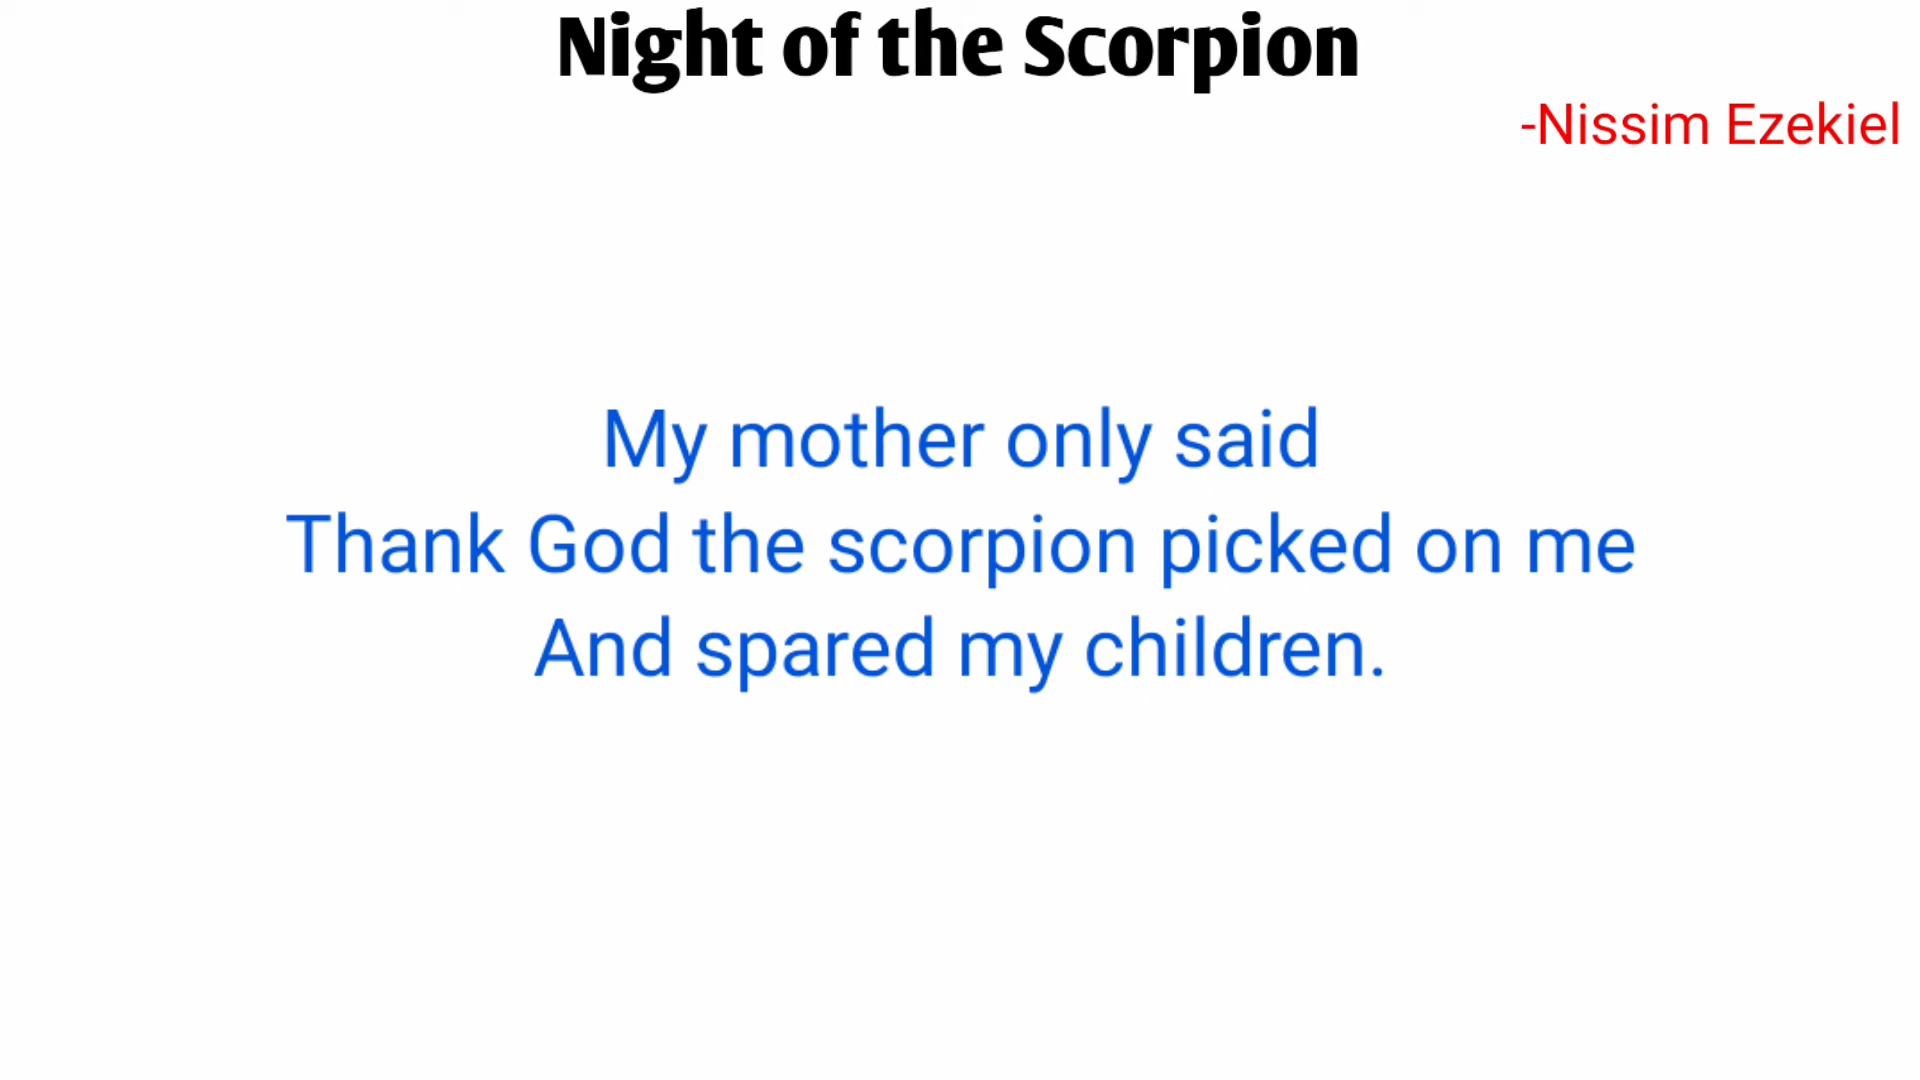 Night of the Scorpion
-Nissim Ezekiel
My mother only said
Thank God the scorpion picked on me
And spared my children.